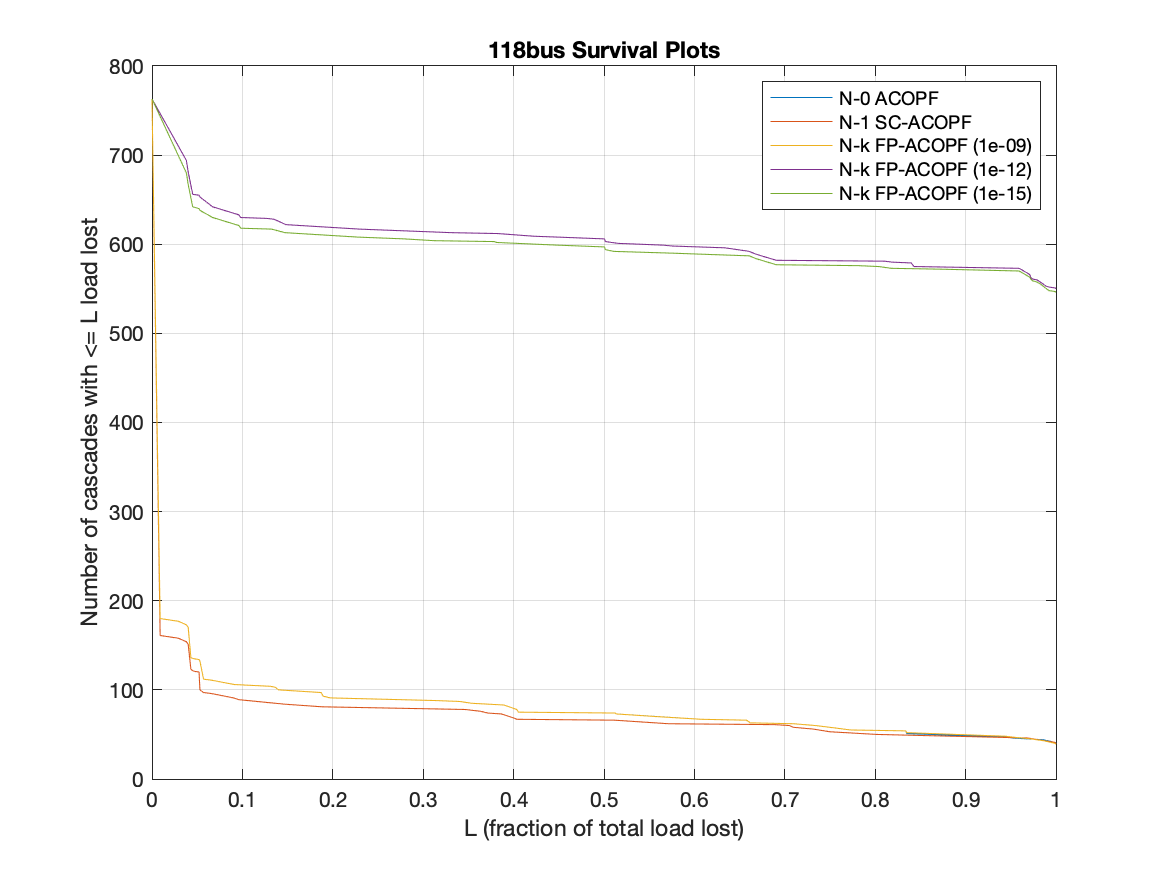 118bus Survival Plots
N-0 ACOPF
N-1 SC-ACOPF
N-k FP-ACOPF (1e-09)
N-k FP-ACOPF (1e-12)
N-k FP-ACOPF (1e-15)
Number of cascades with <= L load lost
800
700
600
500
400
300
200
100
0
0 0.1 0.2 0.3 0.4 0.5 0.6 0.7 0.8 0.9 1
L (fraction of total load lost)